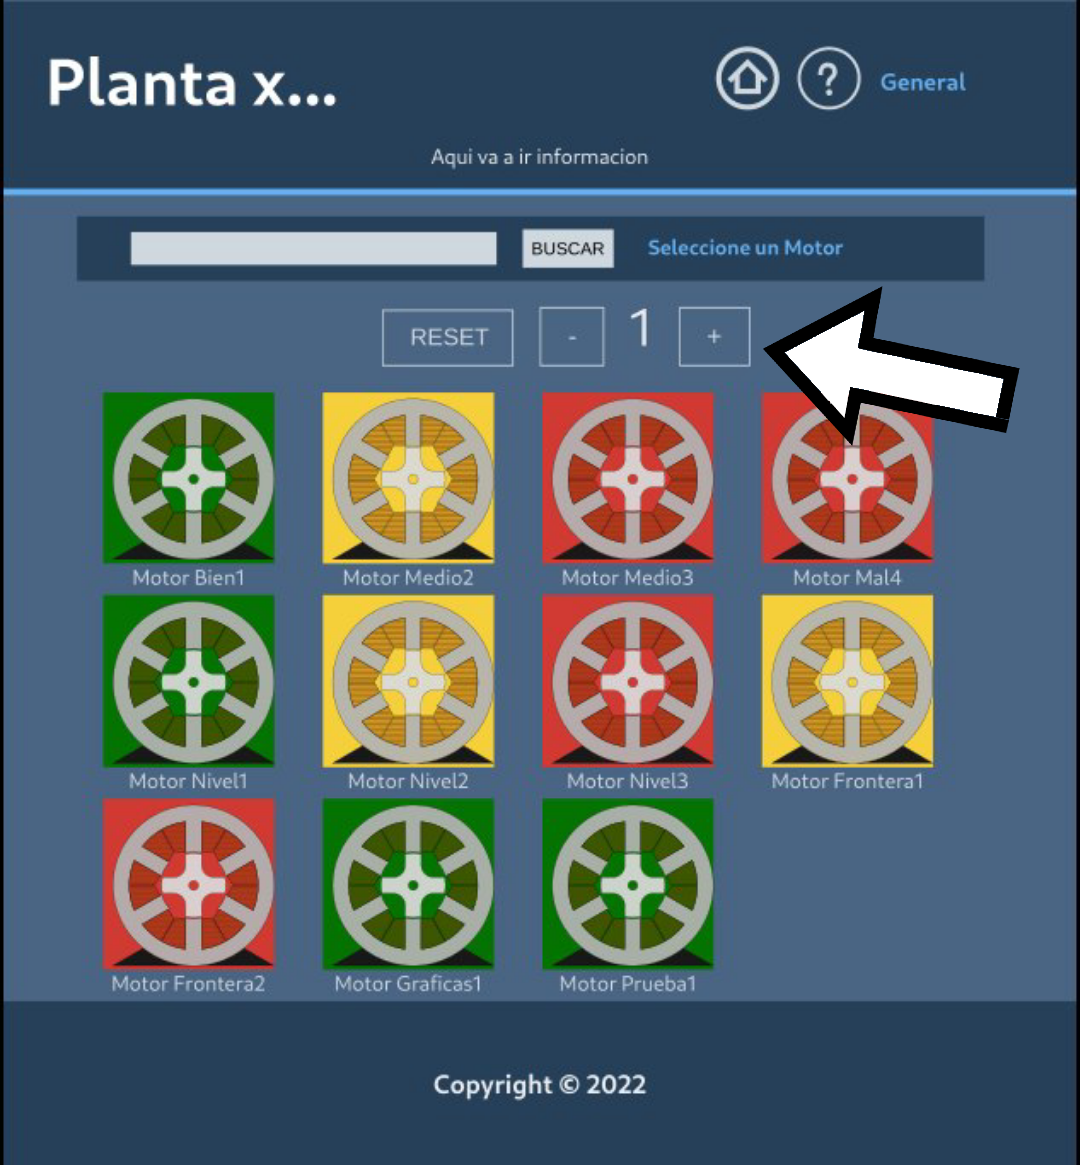 Planta x...
?
General
Aqui va a ir informacion
BUSCAR
Seleccione un Motor
RESET - 1 +
Motor Bien1 Motor Medio2 Motor Medio3 Motor Mal4
Motor Nivel1 Motor Nivel2 Motor Nivel3 Motor Frontera1
Motor Frontera2 Motor Graficas1 Motor Prueba1
Copyright © 2022